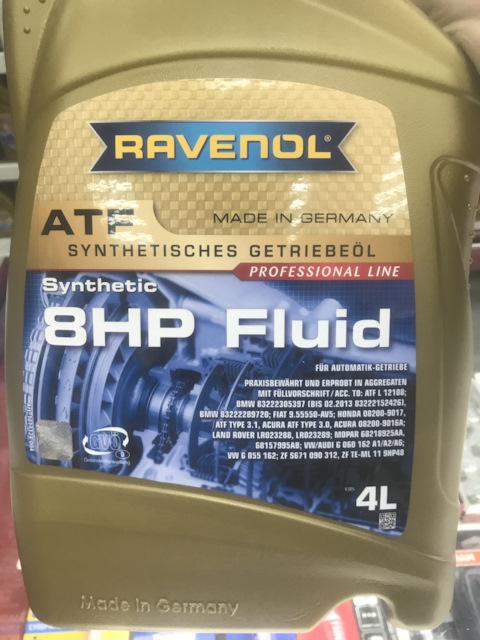 RAVENOL®
ATF
MADE IN GERMANY
SYNTHETISCHES GETRIEBEÖL
PROFESSIONAL LINE
Synthetic
8HP Fluid
FÜR AUTOMATIK-GETRIEBE
PRAXISBEWÄHRT UND ERPROBT IN AGGREGATEN
MIT FÜLLVORSCHRIFT/ACC. TO: ATF L 12108;
BMW 83222305397 (BIS 02.2013 83222152426),
BMW 83222289720; FIAT 9.55550-AV5; HONDA 08200-9017,
ATF TYPE 3.1, ACURA ATF TYPE 3.0, ACURA 08200-9016A;
LAND ROVER LR023288, LR023289; MOPAR 68218925AA,
68157995AB; VW/AUDI G 060 162 A1/A2/A6;
VW G 055 162; ZF S671 090 312, ZF TE-ML 11 9HP48
4L
Made in Germany